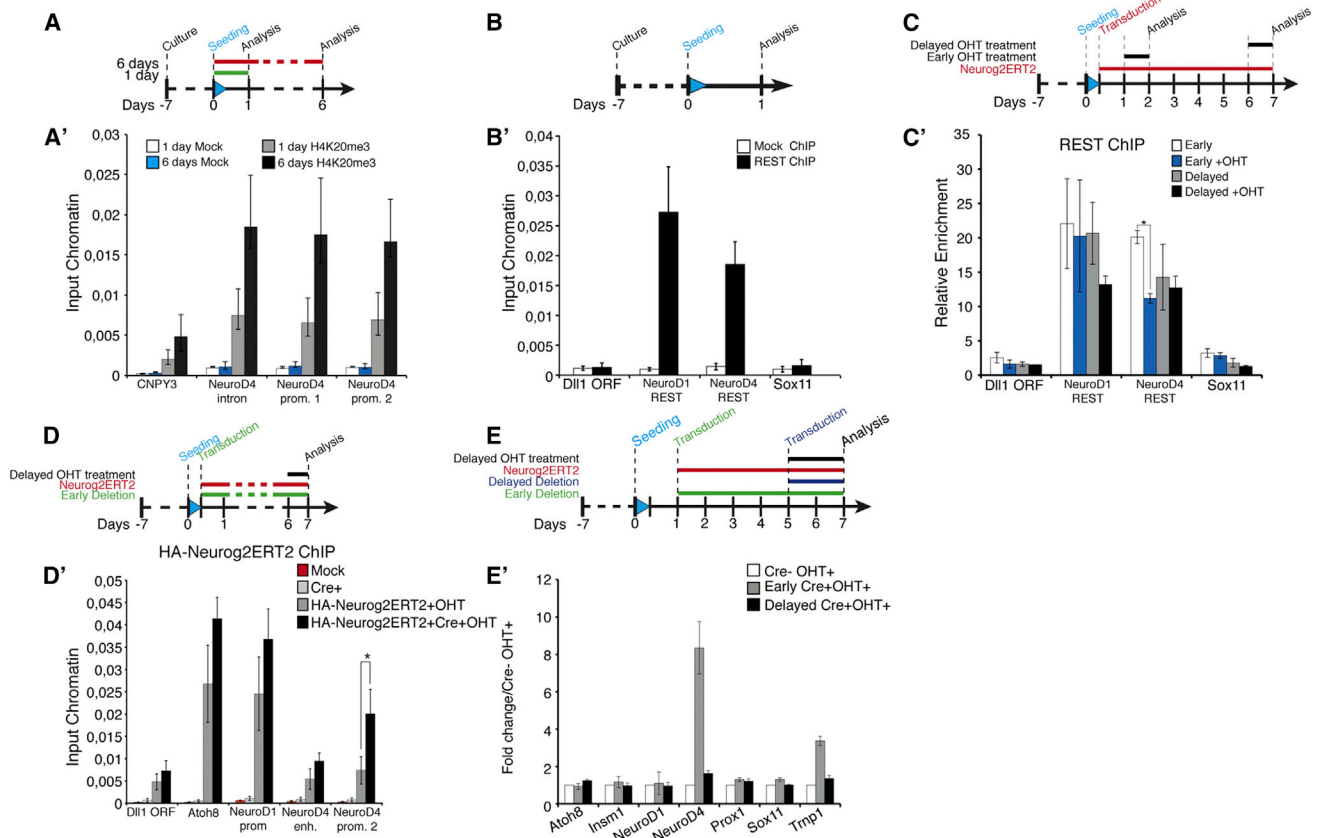 A
Culture
Seeding
Analysis
Analysis
6 days
1 day
Days
-7
0
1
6
B
Culture
Seeding
Analysis
Days
-7
0
1
C
Seeding
Transduction
Analysis
Analysis
Delayed OHT treatment
Early OHT treatment
Neurog2ERT2
Days
-7
0
1
2
3
4
5
6
7
A'
1 day Mock
1 day H4K20me3
6 days Mock
6 days H4K20me3
Input Chromatin
0,03
0,025
0,02
0,015
0,01
0,005
0
CNPY3
NeuroD4
intron
NeuroD4
prom. 1
NeuroD4
prom. 2
B'
Mock ChIP
REST ChIP
Input Chromatin
0,04
0,035
0,03
0,025
0,02
0,015
0,01
0,005
0
Dll1 ORF
NeuroD1
REST
NeuroD4
REST
Sox11
C'
REST ChIP
Early
Early +OHT
Delayed
Delayed +OHT
Relative Enrichment
35
30
25
20
15
10
5
0
*
Dll1 ORF
NeuroD1
REST
NeuroD4
REST
Sox11
D
Seeding
Transduction
Analysis
Delayed OHT treatment
Neurog2ERT2
Early Deletion
Days
-7
0
1
6
7
E
Seeding
Transduction
Transduction
Analysis
Delayed OHT treatment
Neurog2ERT2
Delayed Deletion
Early Deletion
Days
-7
0
1
2
3
4
5
6
7
D'
HA-Neurog2ERT2 ChIP
Mock
Cre+
HA-Neurog2ERT2+OHT
HA-Neurog2ERT2+Cre+OHT
Input Chromatin
0,05
0,045
0,04
0,035
0,03
0,025
0,02
0,015
0,01
0,005
0
*
Dll1 ORF
Atoh8
NeuroD1
prom
NeuroD4
enh.
NeuroD4
prom. 2
E'
Cre- OHT+
Early Cre+OHT+
Delayed Cre+OHT+
Fold change/Cre- OHT+
12
10
8
6
4
2
0
Atoh8
Insm1
NeuroD1
NeuroD4
Prox1
Sox11
Trnp1